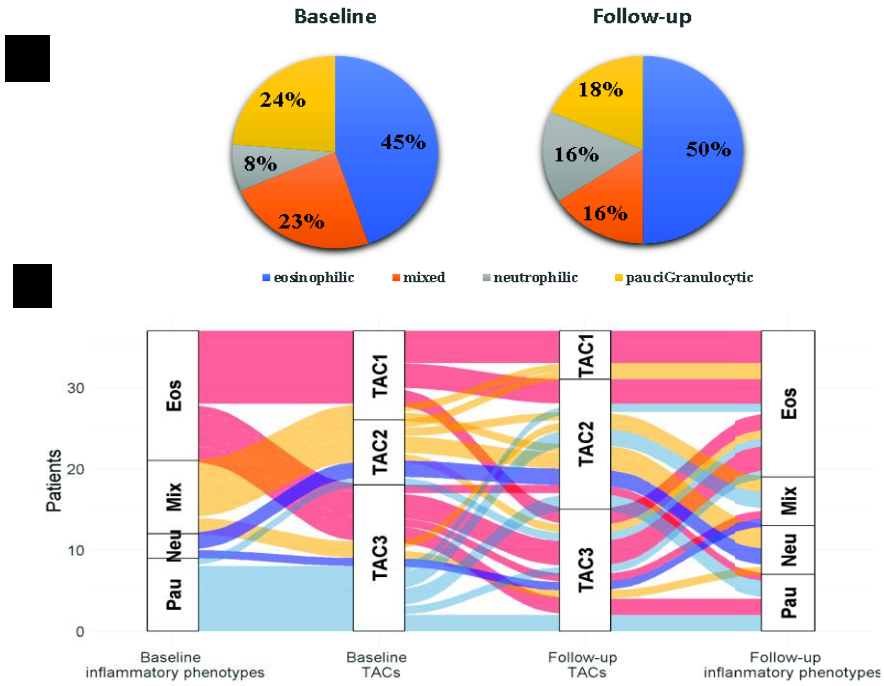 Baseline Follow-up
24% 45% 8% 23%
18% 50% 16% 16%
eosinophilic mixed neutrophilic pauciGranulocytic
Patients
30
20
10
0
Eos
Mix
Neu
Pau
TAC1
TAC2
TAC3
TAC1
TAC2
TAC3
Eos
Mix
Neu
Pau
Baseline
inflammatory phenotypes
Baseline
TACs
Follow-up
TACs
Follow-up
inflanmatory phenotypes